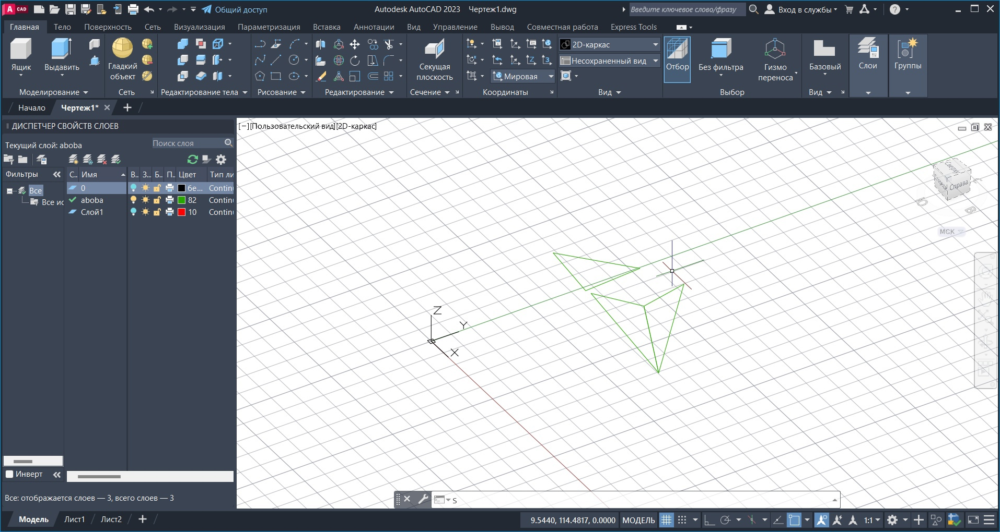 A CAD
Общий доступ
Autodesk AutoCAD 2023 Чертеж1.dwg
Введите ключевое слово/фразу
Вход в службы
Главная Тело Поверхность Сеть Визуализация Параметризация Вставка Аннотации Вид Управление Вывод Совместная работа Express Tools
Ящик
Выдавить
Гладкий
объект
Секущая
плоскость
Мировая
2D-каркас
Несохраненный вид
Отбор
Без фильтра
Гизмо
переноса
Базовый
Слои
Группы
Моделирование
Сеть
Редактирование тела
Рисование
Редактирование
Сечение
Координаты
Вид
Выбор
Вид
Начало
Чертеж1*
ДИСПЕТЧЕР СВОЙСТВ СЛОЕВ
Текущий слой: aboba
Поиск слоя
Фильтры
С.. Имя В.. З... Б.. П.. Цвет Тип ли
Все
Все ис
0 бе... Contin
aboba 82 Contin
Слой1 10 Contin
Инверт
Все: отображается слоев — 3, всего слоев — 3
[−][Пользовательский вид][2D-каркас]
Сверху
Справа
Ю
В
МСК
Z
Y
X
S
Модель Лист1 Лист2
9.5440, 114.4817, 0.0000 МОДЕЛЬ
1:1